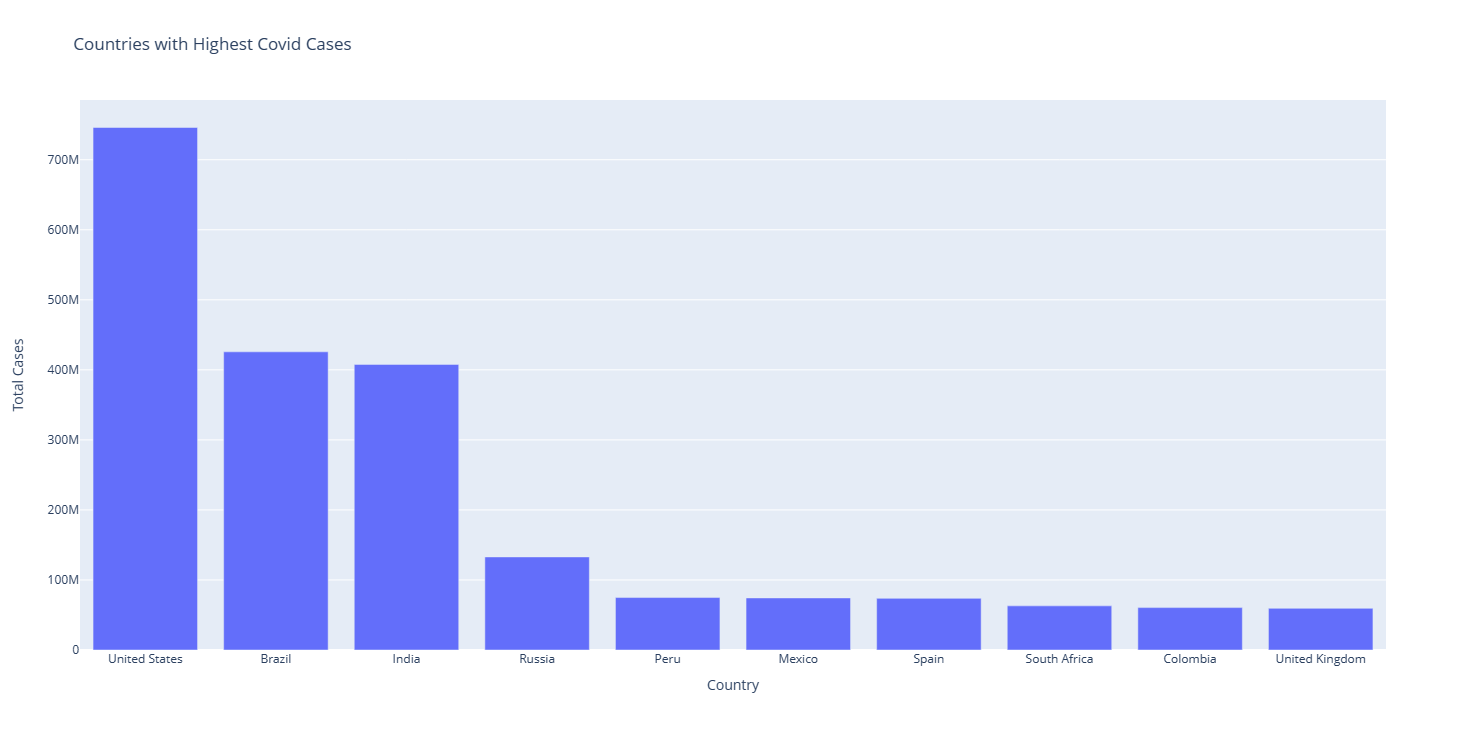 Countries with Highest Covid Cases
700M
600M
500M
400M
300M
200M
100M
0
Total Cases
United States Brazil India Russia Peru Mexico Spain South Africa Colombia United Kingdom
Country